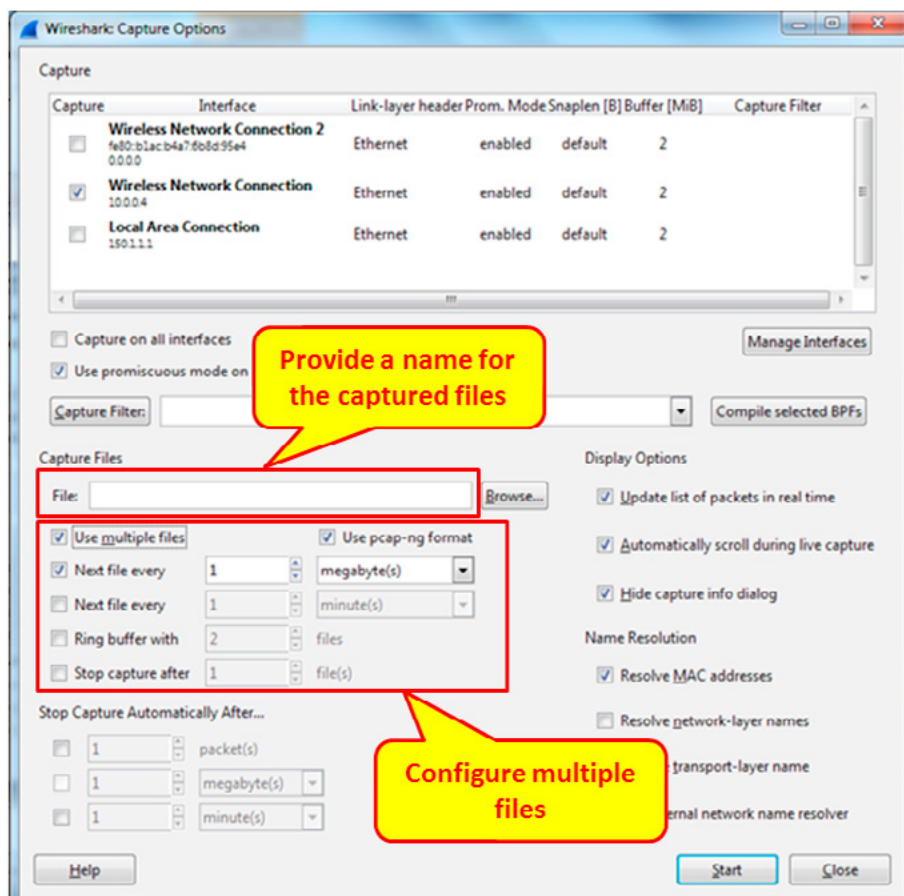 Wireshark: Capture Options
Capture
Capture Interface Link-layer header Prom. Mode Snaplen [B] Buffer [MiB] Capture Filter
Wireless Network Connection 2
fe80::b1ac:b4a7:6b8d:95e4
0.0.0.0
Ethernet enabled default 2
Wireless Network Connection
10.0.0.4
Ethernet enabled default 2
Local Area Connection
150.1.1.1
Ethernet enabled default 2
Capture on all interfaces
Manage Interfaces
Use promiscuous mode on
Provide a name for
the captured files
Capture Filter:
Compile selected BPFs
Capture Files
Display Options
File:
Browse...
Update list of packets in real time
Use multiple files
Use pcap-ng format
Automatically scroll during live capture
Next file every 1 megabyte(s)
Next file every 1 minute(s)
Hide capture info dialog
Ring buffer with 2 files
Name Resolution
Stop capture after 1 file(s)
Resolve MAC addresses
Stop Capture Automatically After...
Resolve network-layer names
1 packet(s)
1 megabyte(s)
1 minute(s)
Configure multiple
files
transport-layer name
network name resolver
Help
Start
Close